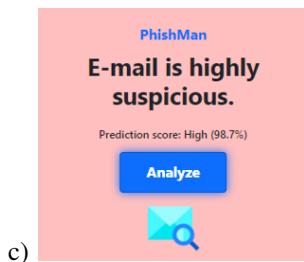 PhishMan
E-mail is highly
suspicious.
Prediction score: High (98.7%)
Analyze
c)